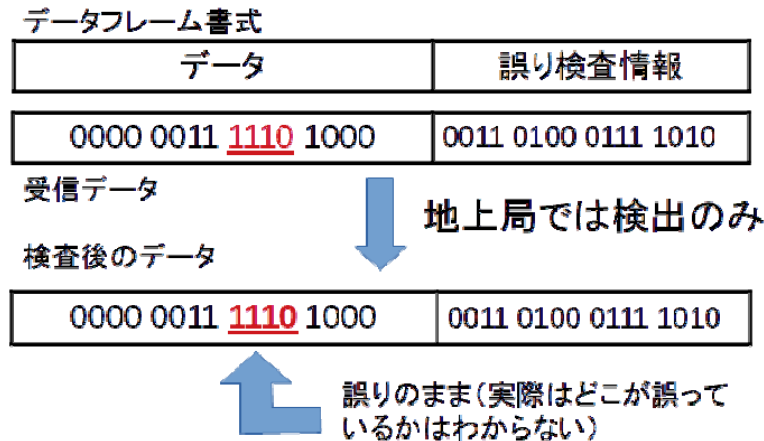 データフレーム書式
データ 誤り検査情報
0000 0011 1110 1000 0011 0100 0111 1010
受信データ
地上局では検出のみ
検査後のデータ
0000 0011 1110 1000 0011 0100 0111 1010
誤りのまま(実際はどこが誤って
いるかはわからない)